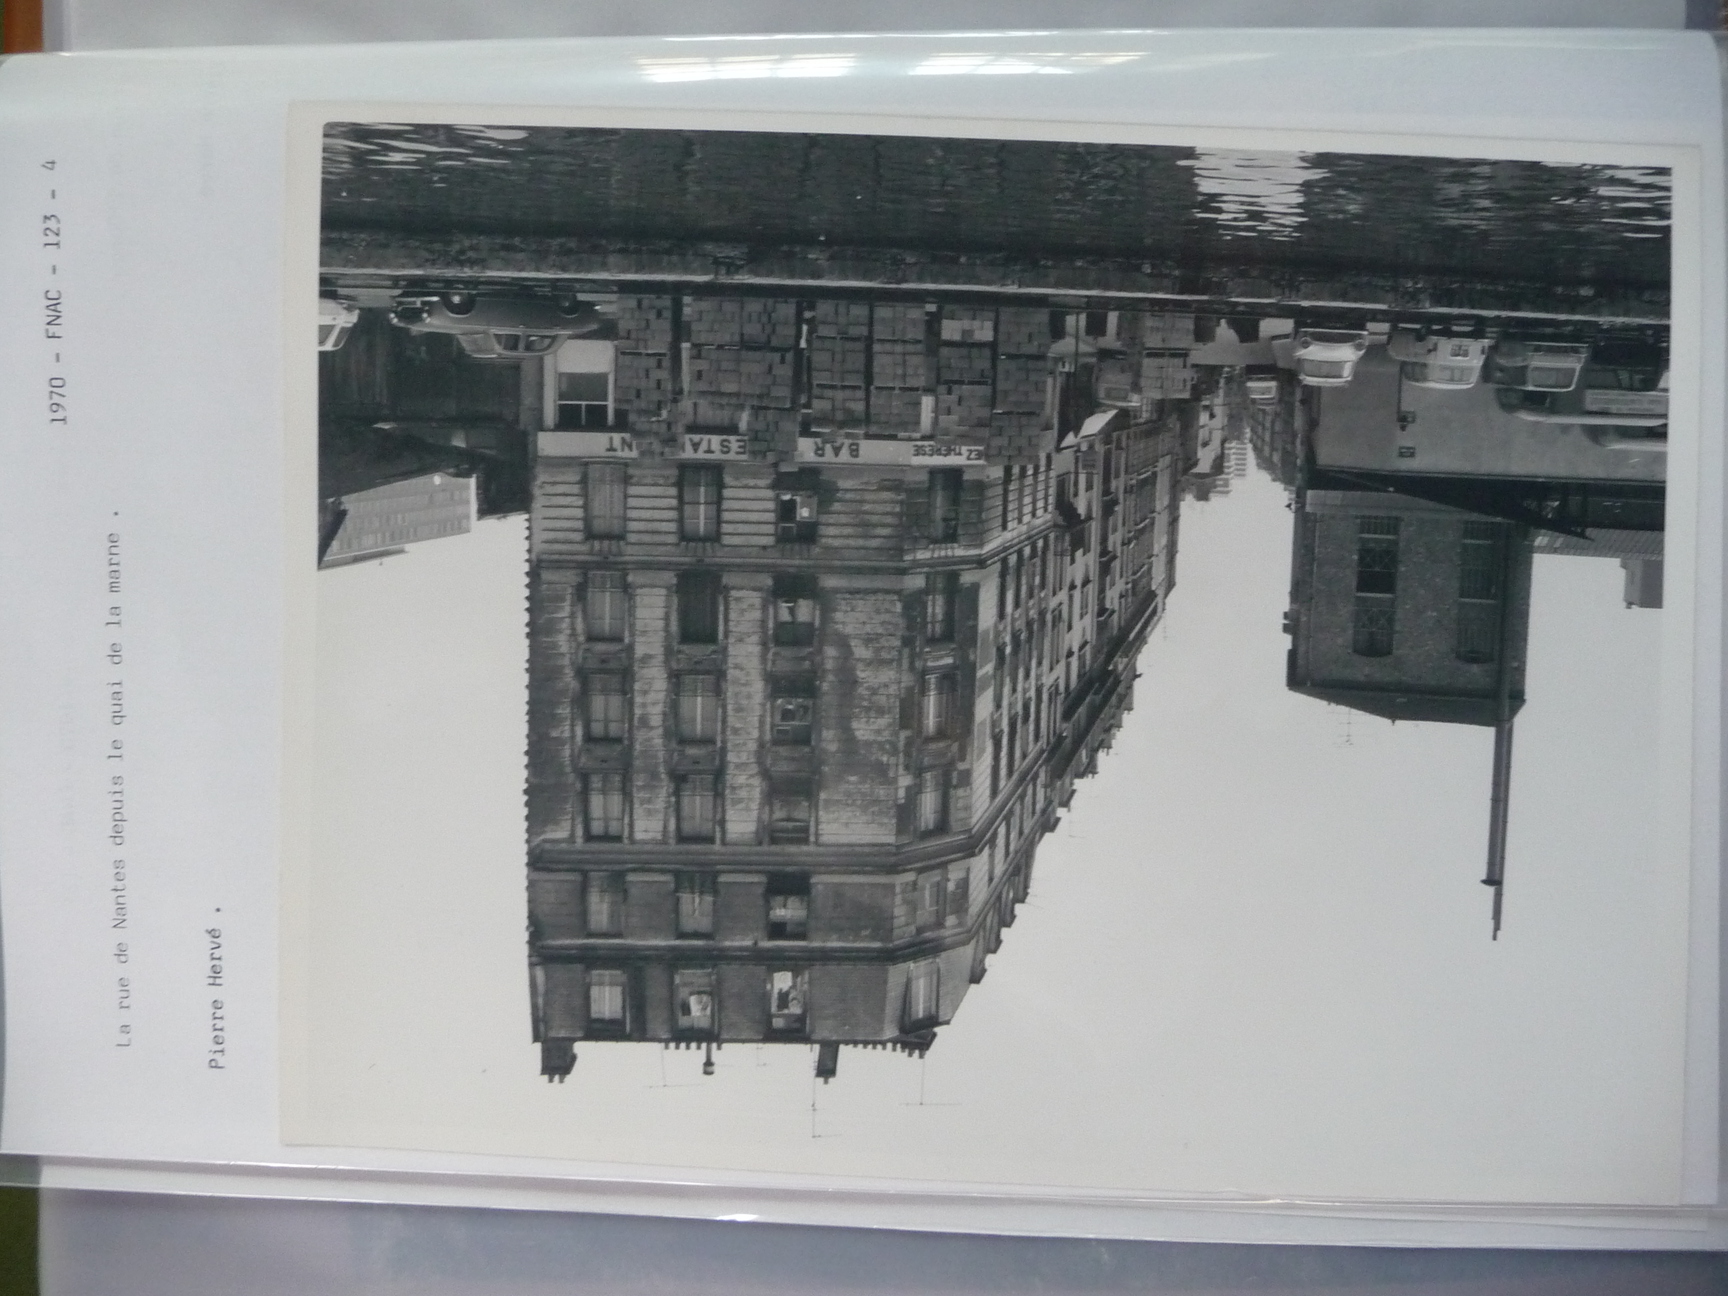 1970 - FNAC - 123 - 4
La rue de Nantes depuis le quai de la marne .
Pierre Hervé .
EZ THERESE
BAR
ESTA NT